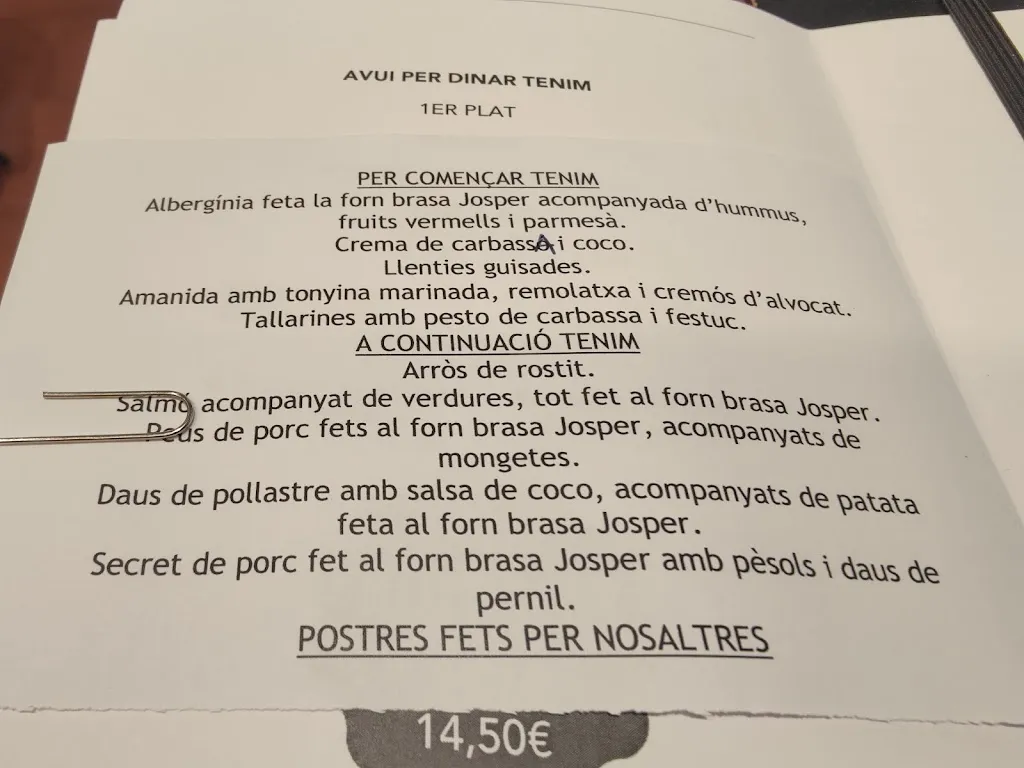 AVUI PER DINAR TENIM
1ER PLAT
PER COMENÇAR TENIM
Albergínia feta la forn brasa Josper acompanyada d'hummus,
fruits vermells i parmesà.
Crema de carbassA i coco.
Llenties guisades.
Amanida amb tonyina marinada, remolatxa i cremós d'alvocat.
Tallarines amb pesto de carbassa i festuc.
A CONTINUACIÓ TENIM
Arròs de rostit.
Salmó acompanyat de verdures, tot fet al forn brasa Josper.
Peus de porc fets al forn brasa Josper, acompanyats de
mongetes.
Daus de pollastre amb salsa de coco, acompanyats de patata
feta al forn brasa Josper.
Secret de porc fet al forn brasa Josper amb pèsols i daus de
pernil.
POSTRES FETS PER NOSALTRES
14,50€